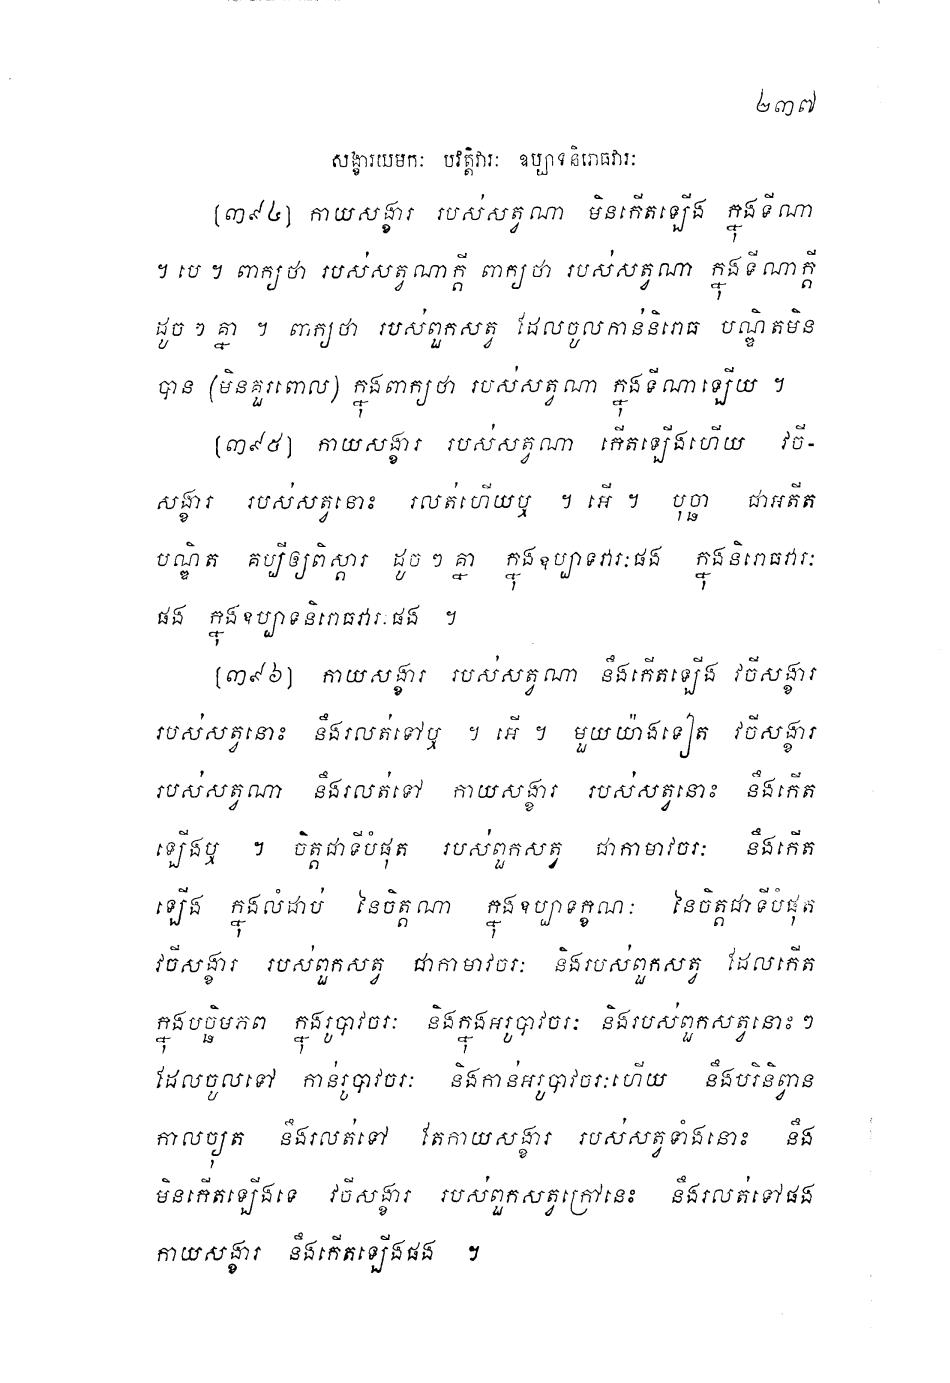 ២៣៧
សង្ខារយមកៈ បវត្តិវារៈ ឧប្បាទនិរោធវារៈ
(៣៩៤) កាយសង្ខារ របស់សត្វណា មិនកើតឡើង ក្នុងទីណា
។ បេ ។ ពាក្យថា របស់សត្វណាក្តី ពាក្យថា របស់សត្វណា ក្នុងទីណាក្តី
ដូច ៗ គ្នា ។ ពាក្យថា របស់ពួកសត្វ ដែលចូលកាន់និរោធ បណ្ឌិតមិន
បាន (មិនគួរពោល) ក្នុងពាក្យថា របស់សត្វណា ក្នុងទីណាឡើយ ។
(៣៩៥) កាយសង្ខារ របស់សត្វណា កើតឡើងហើយ វចី-
សង្ខារ របស់សត្វនោះ រលត់ហើយឬ ។ អើ ។ បុច្ឆា ជាអតីត
បណ្ឌិត គប្បីឲ្យពិស្តារ ដូច ៗ គ្នា ក្នុងឧប្បាទវារៈផង ក្នុងនិរោធវារៈ
ផង ក្នុងឧប្បាទនិរោធវារៈផង ។
(៣៩៦) កាយសង្ខារ របស់សត្វណា នឹងកើតឡើង វចីសង្ខារ
របស់សត្វនោះ នឹងរលត់ទៅឬ ។ អើ ។ មួយយ៉ាងទៀត វចីសង្ខារ
របស់សត្វណា នឹងរលត់ទៅ កាយសង្ខារ របស់សត្វនោះ នឹងកើត
ឡើងឬ ។ ចិត្តជាទីបំផុត របស់ពួកសត្វ ជាកាមាវចរៈ នឹងកើត
ឡើង ក្នុងលំដាប់ នៃចិត្តណា ក្នុងឧប្បាទក្ខណៈ នៃចិត្តជាទីបំផុត
វចីសង្ខារ របស់ពួកសត្វ ជាកាមាវចរៈ និងរបស់ពួកសត្វ ដែលកើត
ក្នុងបច្ឆិមភព ក្នុងរូបាវចរៈ និងក្នុងអរូបាវចរៈ និងរបស់ពួកសត្វនោះ ៗ
ដែលចូលទៅ កាន់រូបាវចរៈ និងកាន់អរូបាវចរៈហើយ នឹងបរិនិព្វាន
កាលច្យុត នឹងរលត់ទៅ តែកាយសង្ខារ របស់សត្វទាំងនោះ នឹង
មិនកើតឡើងទេ វចីសង្ខារ របស់ពួកសត្វក្រៅនេះ នឹងរលត់ទៅផង
កាយសង្ខារ នឹងកើតឡើងផង ។